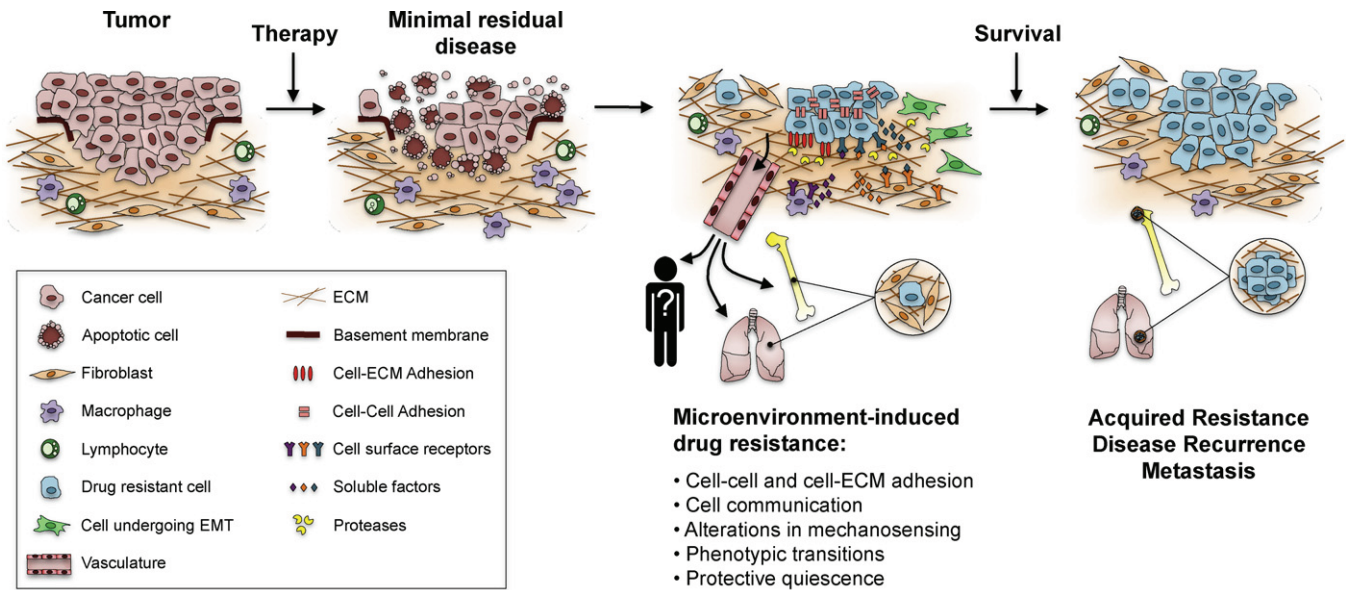 Tumor
Therapy
Minimal residual
disease
Survival
Cancer cell
Apoptotic cell
Fibroblast
Macrophage
Lymphocyte
Drug resistant cell
Cell undergoing EMT
Vasculature
ECM
Basement membrane
Cell-ECM Adhesion
Cell-Cell Adhesion
Cell surface receptors
Soluble factors
Proteases
?
Microenvironment-induced
drug resistance:
• Cell-cell and cell-ECM adhesion
• Cell communication
• Alterations in mechanosensing
• Phenotypic transitions
• Protective quiescence
Acquired Resistance
Disease Recurrence
Metastasis